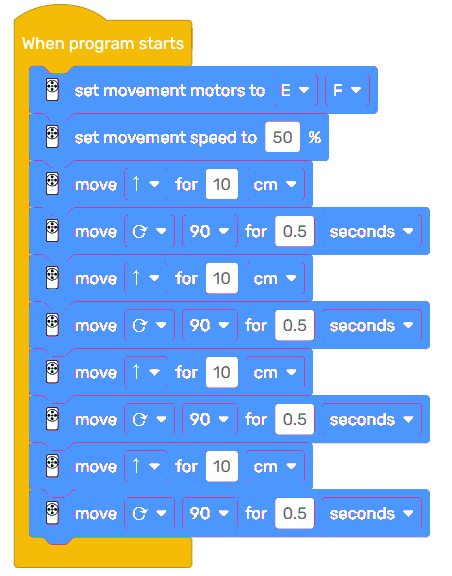 When program starts
set movement motors to E F
set movement speed to 50 %
move ↑ for 10 cm
move ⟳ 90 for 0.5 seconds
move ↑ for 10 cm
move ⟳ 90 for 0.5 seconds
move ↑ for 10 cm
move ⟳ 90 for 0.5 seconds
move ↑ for 10 cm
move ⟳ 90 for 0.5 seconds